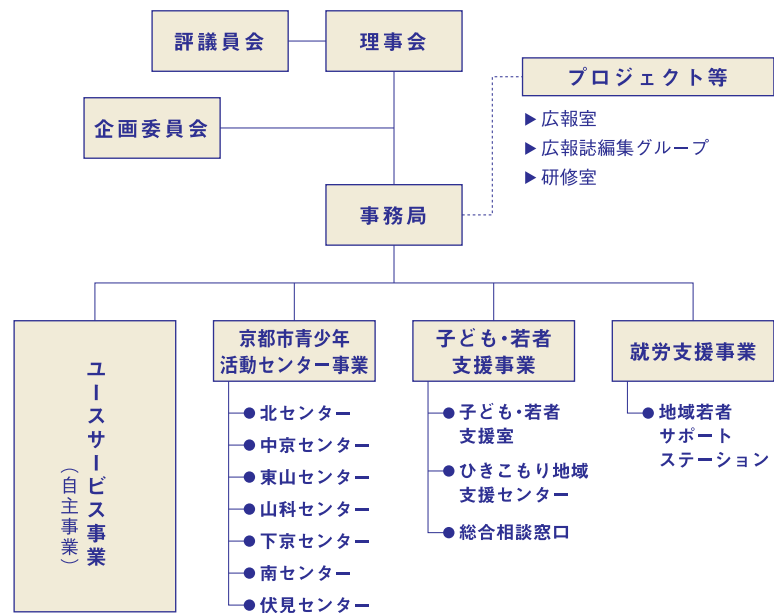 評議員会
理事会
プロジェクト等
▶広報室
▶広報誌編集グループ
▶研修室
企画委員会
事務局
ユースサービス事業
（自主事業）
京都市青少年
活動センター事業
●北センター
●中京センター
●東山センター
●山科センター
●下京センター
●南センター
●伏見センター
子ども・若者
支援事業
●子ども・若者
支援室
●ひきこもり地域
支援センター
●総合相談窓口
就労支援事業
●地域若者
サポート
ステーション